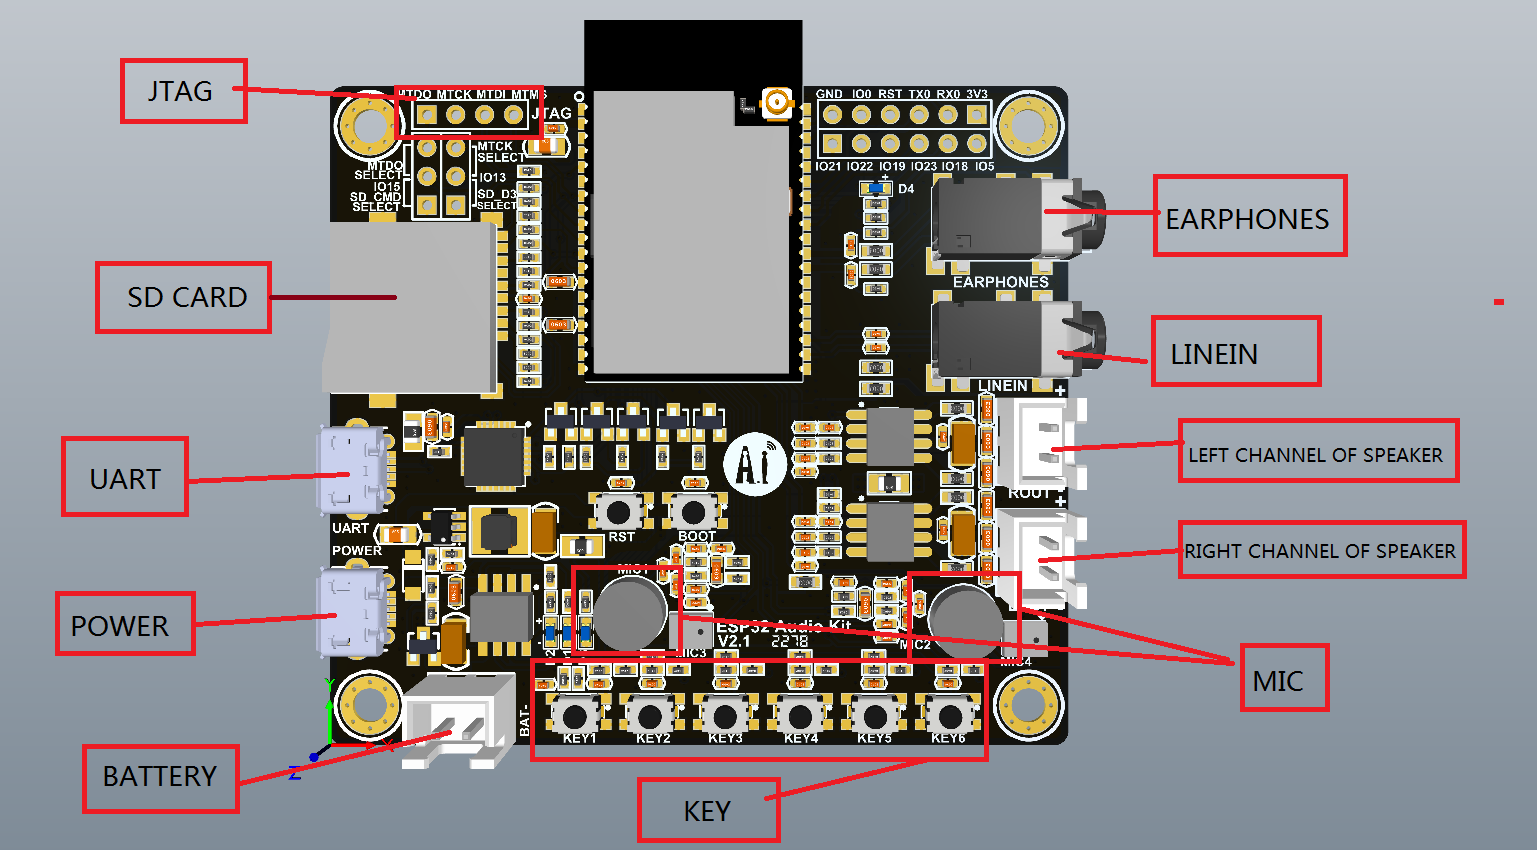 JTAG
MTDO MTCK MTDI MTMS
JTAG
MTCK
SELECT
MTDO
SELECT
IO15
IO13
SD_CMD
SELECT
SD_D3
SELECT
GND IO0 RST TX0 RX0 3V3
IO21 IO22 IO19 IO23 IO18 IO5
D4
EARPHONES
EARPHONES
SD CARD
LINEIN
LINEIN
LEFT CHANNEL OF SPEAKER
ROUT
UART
UART
POWER
A.i
RST
BOOT
RIGHT CHANNEL OF SPEAKER
POWER
MIC1
ESP32 Audio Kit
V2.1 2278
MIC3
MIC2
MIC4
MIC
BAT-
KEY1 KEY2 KEY3 KEY4 KEY5 KEY6
Y
X
Z
BATTERY
KEY